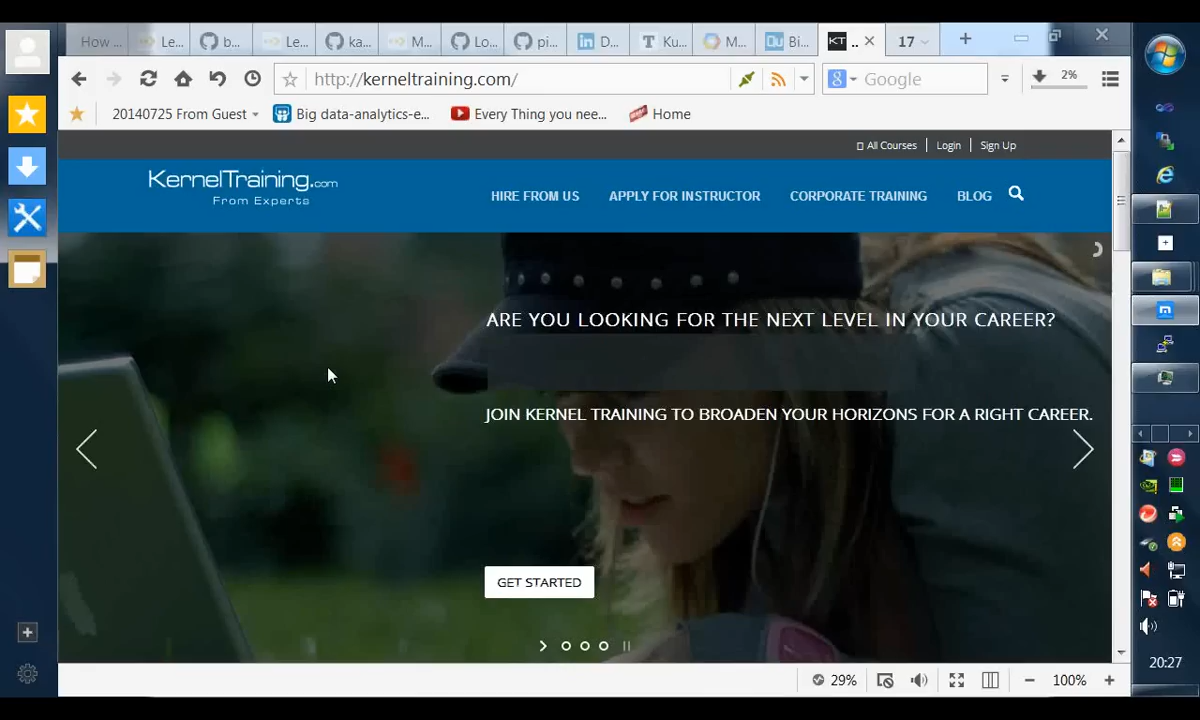 How ...
Le...
b...
Le...
ka...
M...
Lo...
pi...
D...
Ku...
M...
Bi...
KT ..
17
http://kerneltraining.com/
Google
2%
20140725 From Guest
Big data-analytics-e...
Every Thing you nee...
Home
All Courses
Login
Sign Up
KernelTraining.com
From Experts
HIRE FROM US
APPLY FOR INSTRUCTOR
CORPORATE TRAINING
BLOG
ARE YOU LOOKING FOR THE NEXT LEVEL IN YOUR CAREER?
JOIN KERNEL TRAINING TO BROADEN YOUR HORIZONS FOR A RIGHT CAREER.
GET STARTED
29%
100%
20:27